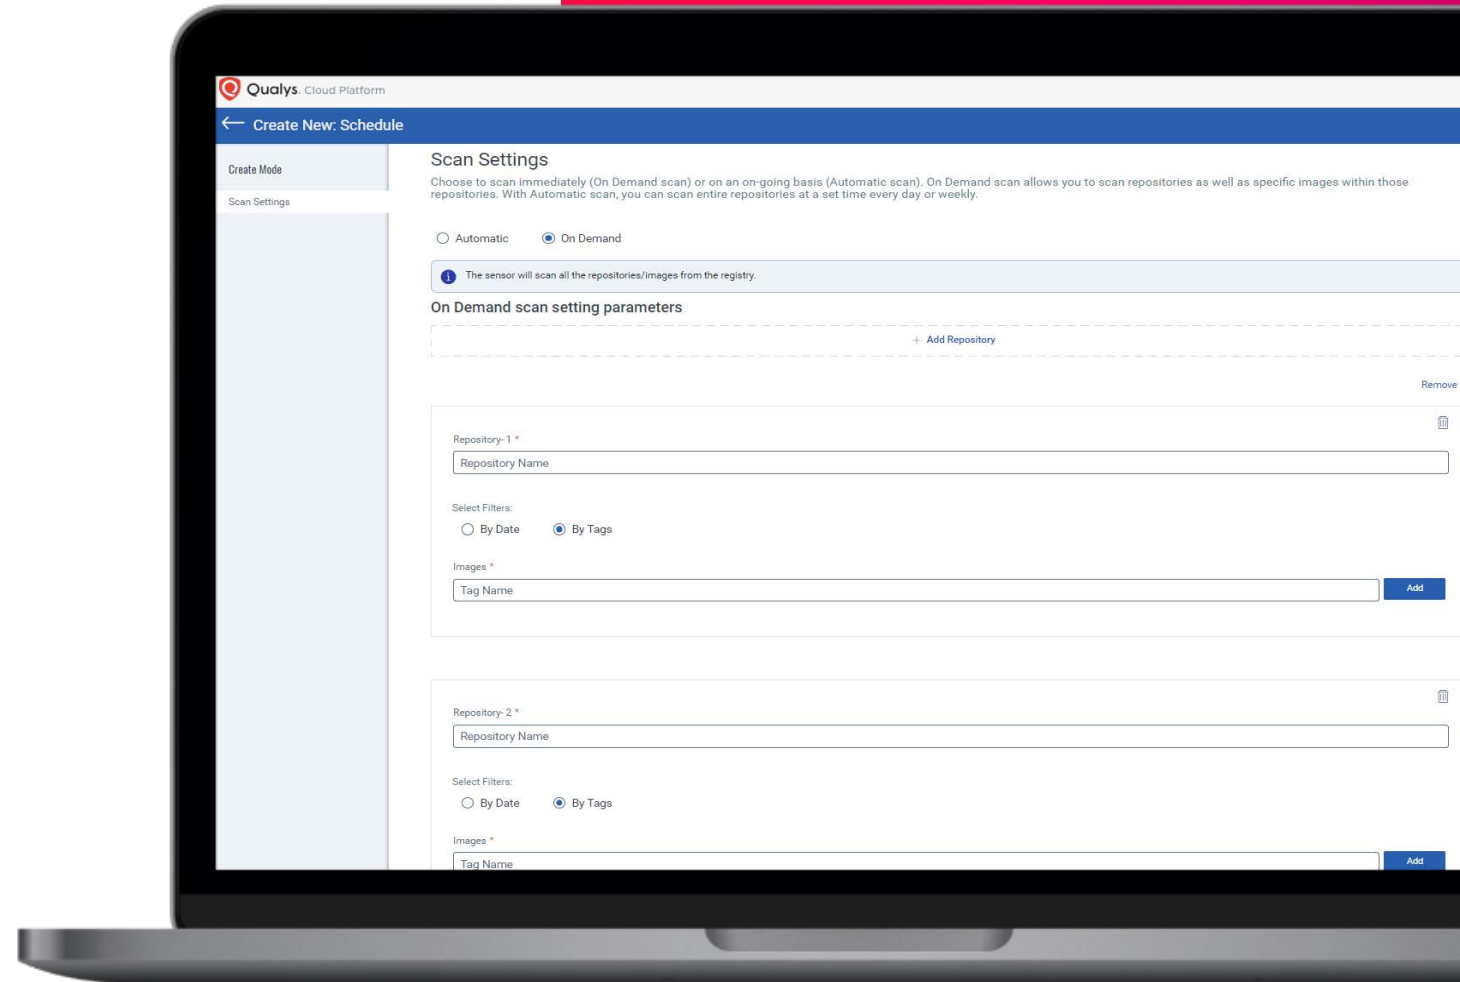 Qualys. Cloud Platform
Create New: Schedule
Create Mode
Scan Settings
Scan Settings
Choose to scan immediately (On Demand scan) or on an on-going basis (Automatic scan). On Demand scan allows you to scan repositories as well as specific images within those
repositories. With Automatic scan, you can scan entire repositories at a set time every day or weekly.
Automatic On Demand
The sensor will scan all the repositories/images from the registry.
On Demand scan setting parameters
+ Add Repository
Remove
Repository- 1 *
Repository Name
Select Filters:
By Date By Tags
Images *
Tag Name Add
Repository- 2 *
Repository Name
Select Filters:
By Date By Tags
Images *
Tag Name Add